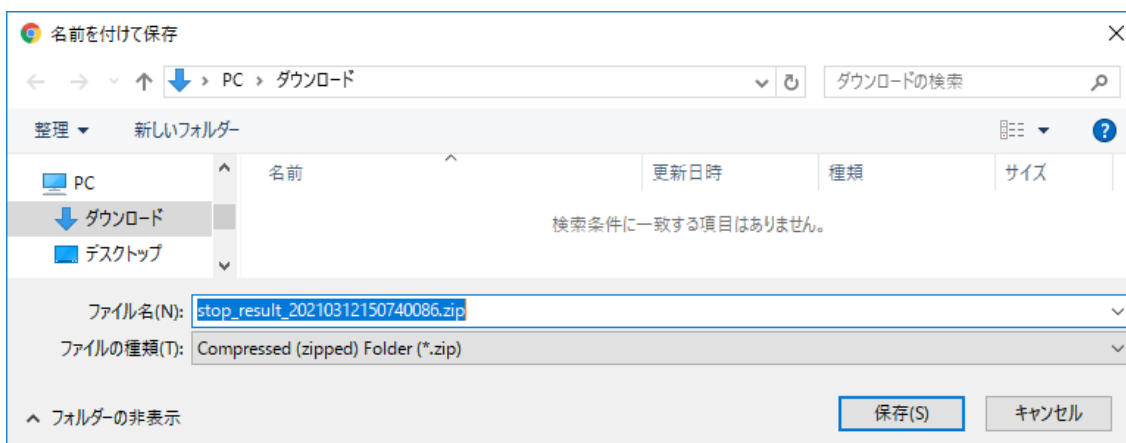 名前を付けて保存
PC › ダウンロード
ダウンロードの検索
整理 新しいフォルダー
PC
ダウンロード
デスクトップ
名前 更新日時 種類 サイズ
検索条件に一致する項目はありません。
ファイル名(N): stop_result_20210312150740086.zip
ファイルの種類(T): Compressed (zipped) Folder (*.zip)
フォルダーの非表示
保存(S) キャンセル